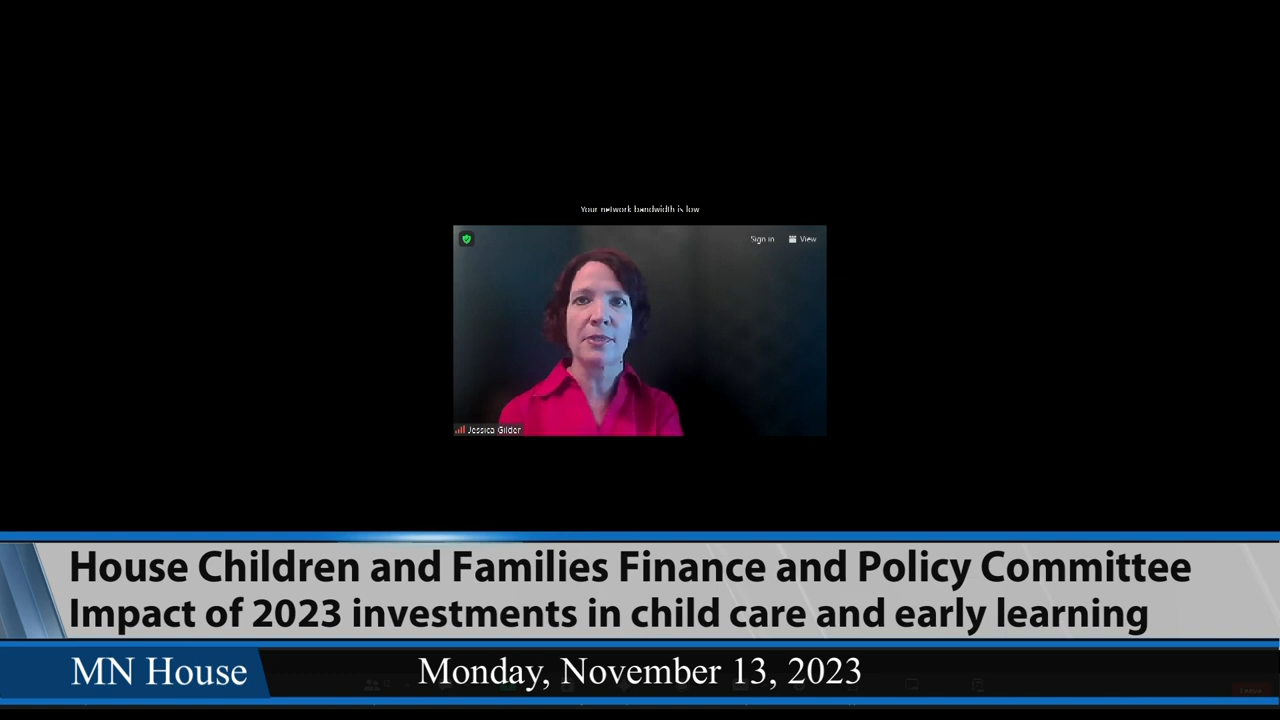 Your network bandwidth is low
Sign in View
Jessica Gilder
House Children and Families Finance and Policy Committee
Impact of 2023 investments in child care and early learning
MN House
Monday, November 13, 2023
Leave